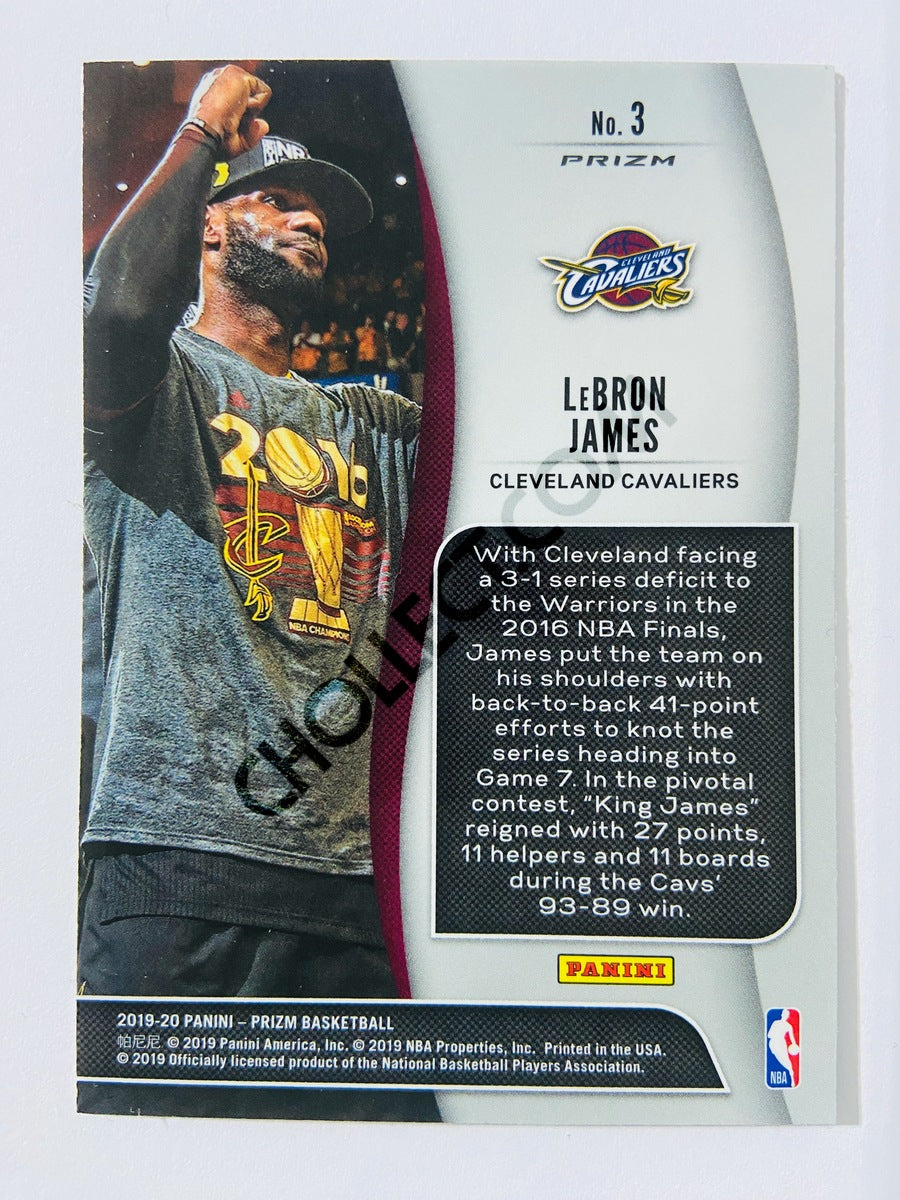 No. 3
PRIZM
CLEVELAND
CAVALIERS
LeBRON
JAMES
CLEVELAND CAVALIERS
2016
NBA CHAMPIONS
With Cleveland facing
a 3-1 series deficit to
the Warriors in the
2016 NBA Finals,
James put the team on
his shoulders with
back-to-back 41-point
efforts to knot the
series heading into
Game 7. In the pivotal
contest, “King James”
reigned with 27 points,
11 helpers and 11 boards
during the Cavs’
93-89 win.
CHOLLECT.COM
PANINI
2019-20 PANINI – PRIZM BASKETBALL
帕尼尼 © 2019 Panini America, Inc. © 2019 NBA Properties, Inc. Printed in the USA.
© 2019 Officially licensed product of the National Basketball Players Association.
NBA